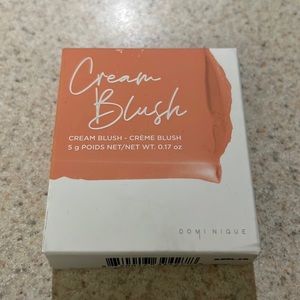 Cream
Blush
CREAM BLUSH - CRÈME BLUSH
5 g POIDS NET/NET WT. 0.17 oz
DOMINIQUE